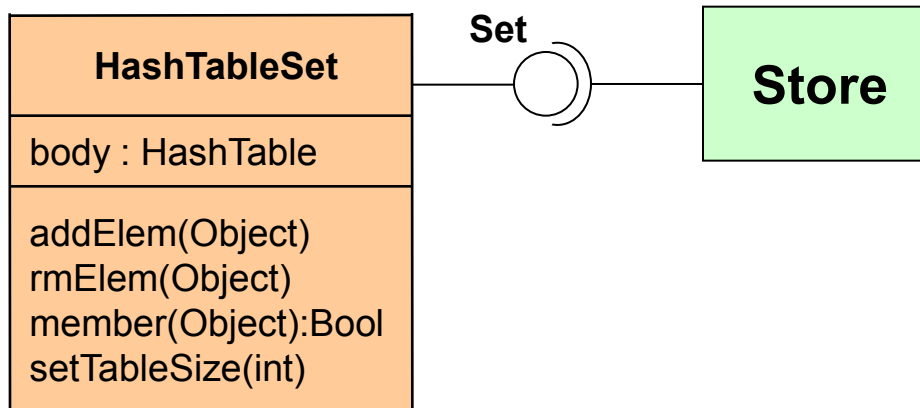 HashTableSet
body : HashTable
addElem(Object)
rmElem(Object)
member(Object):Bool
setTableSize(int)
Set
Store